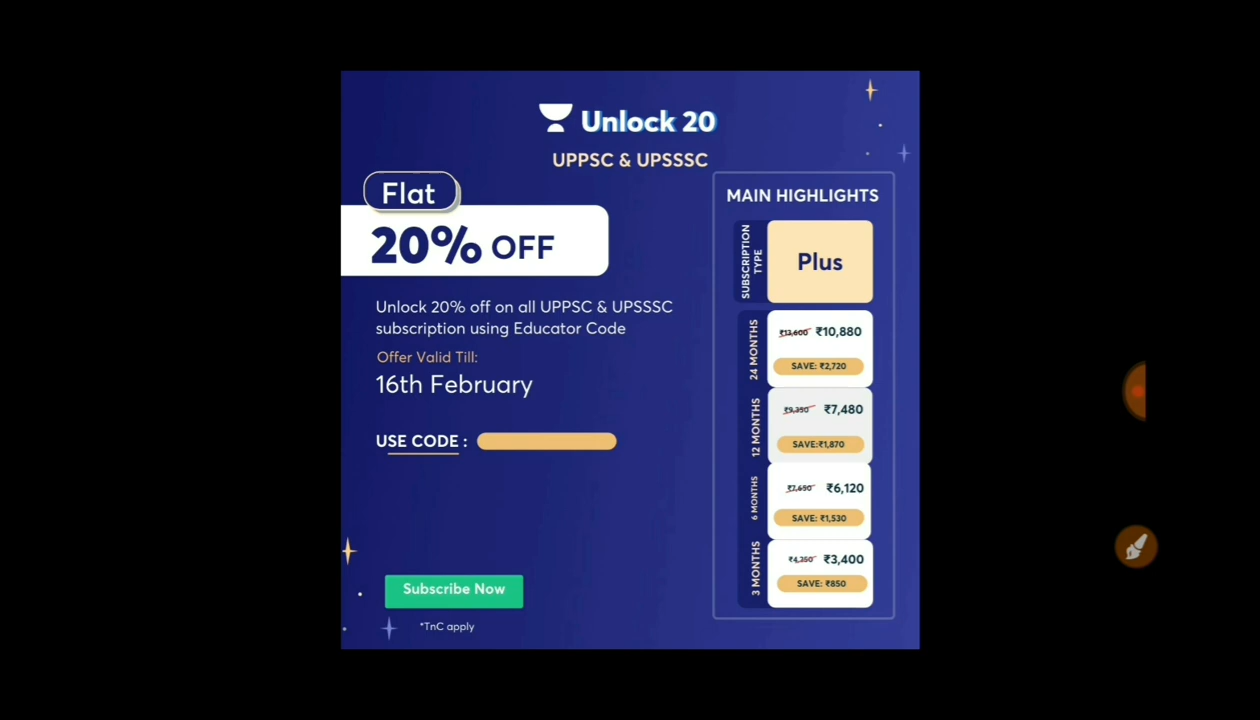 Unlock 20
UPPSC & UPSSSC
Flat
20% OFF
Unlock 20% off on all UPPSC & UPSSSC
subscription using Educator Code
Offer Valid Till:
16th February
USE CODE :
Subscribe Now
*TnC apply
MAIN HIGHLIGHTS
SUBSCRIPTION
TYPE
Plus
24 MONTHS
₹13,600 ₹10,880
SAVE: ₹2,720
12 MONTHS
₹9,350 ₹7,480
SAVE:₹1,870
6 MONTHS
₹7,650 ₹6,120
SAVE: ₹1,530
3 MONTHS
₹4,250 ₹3,400
SAVE: ₹850